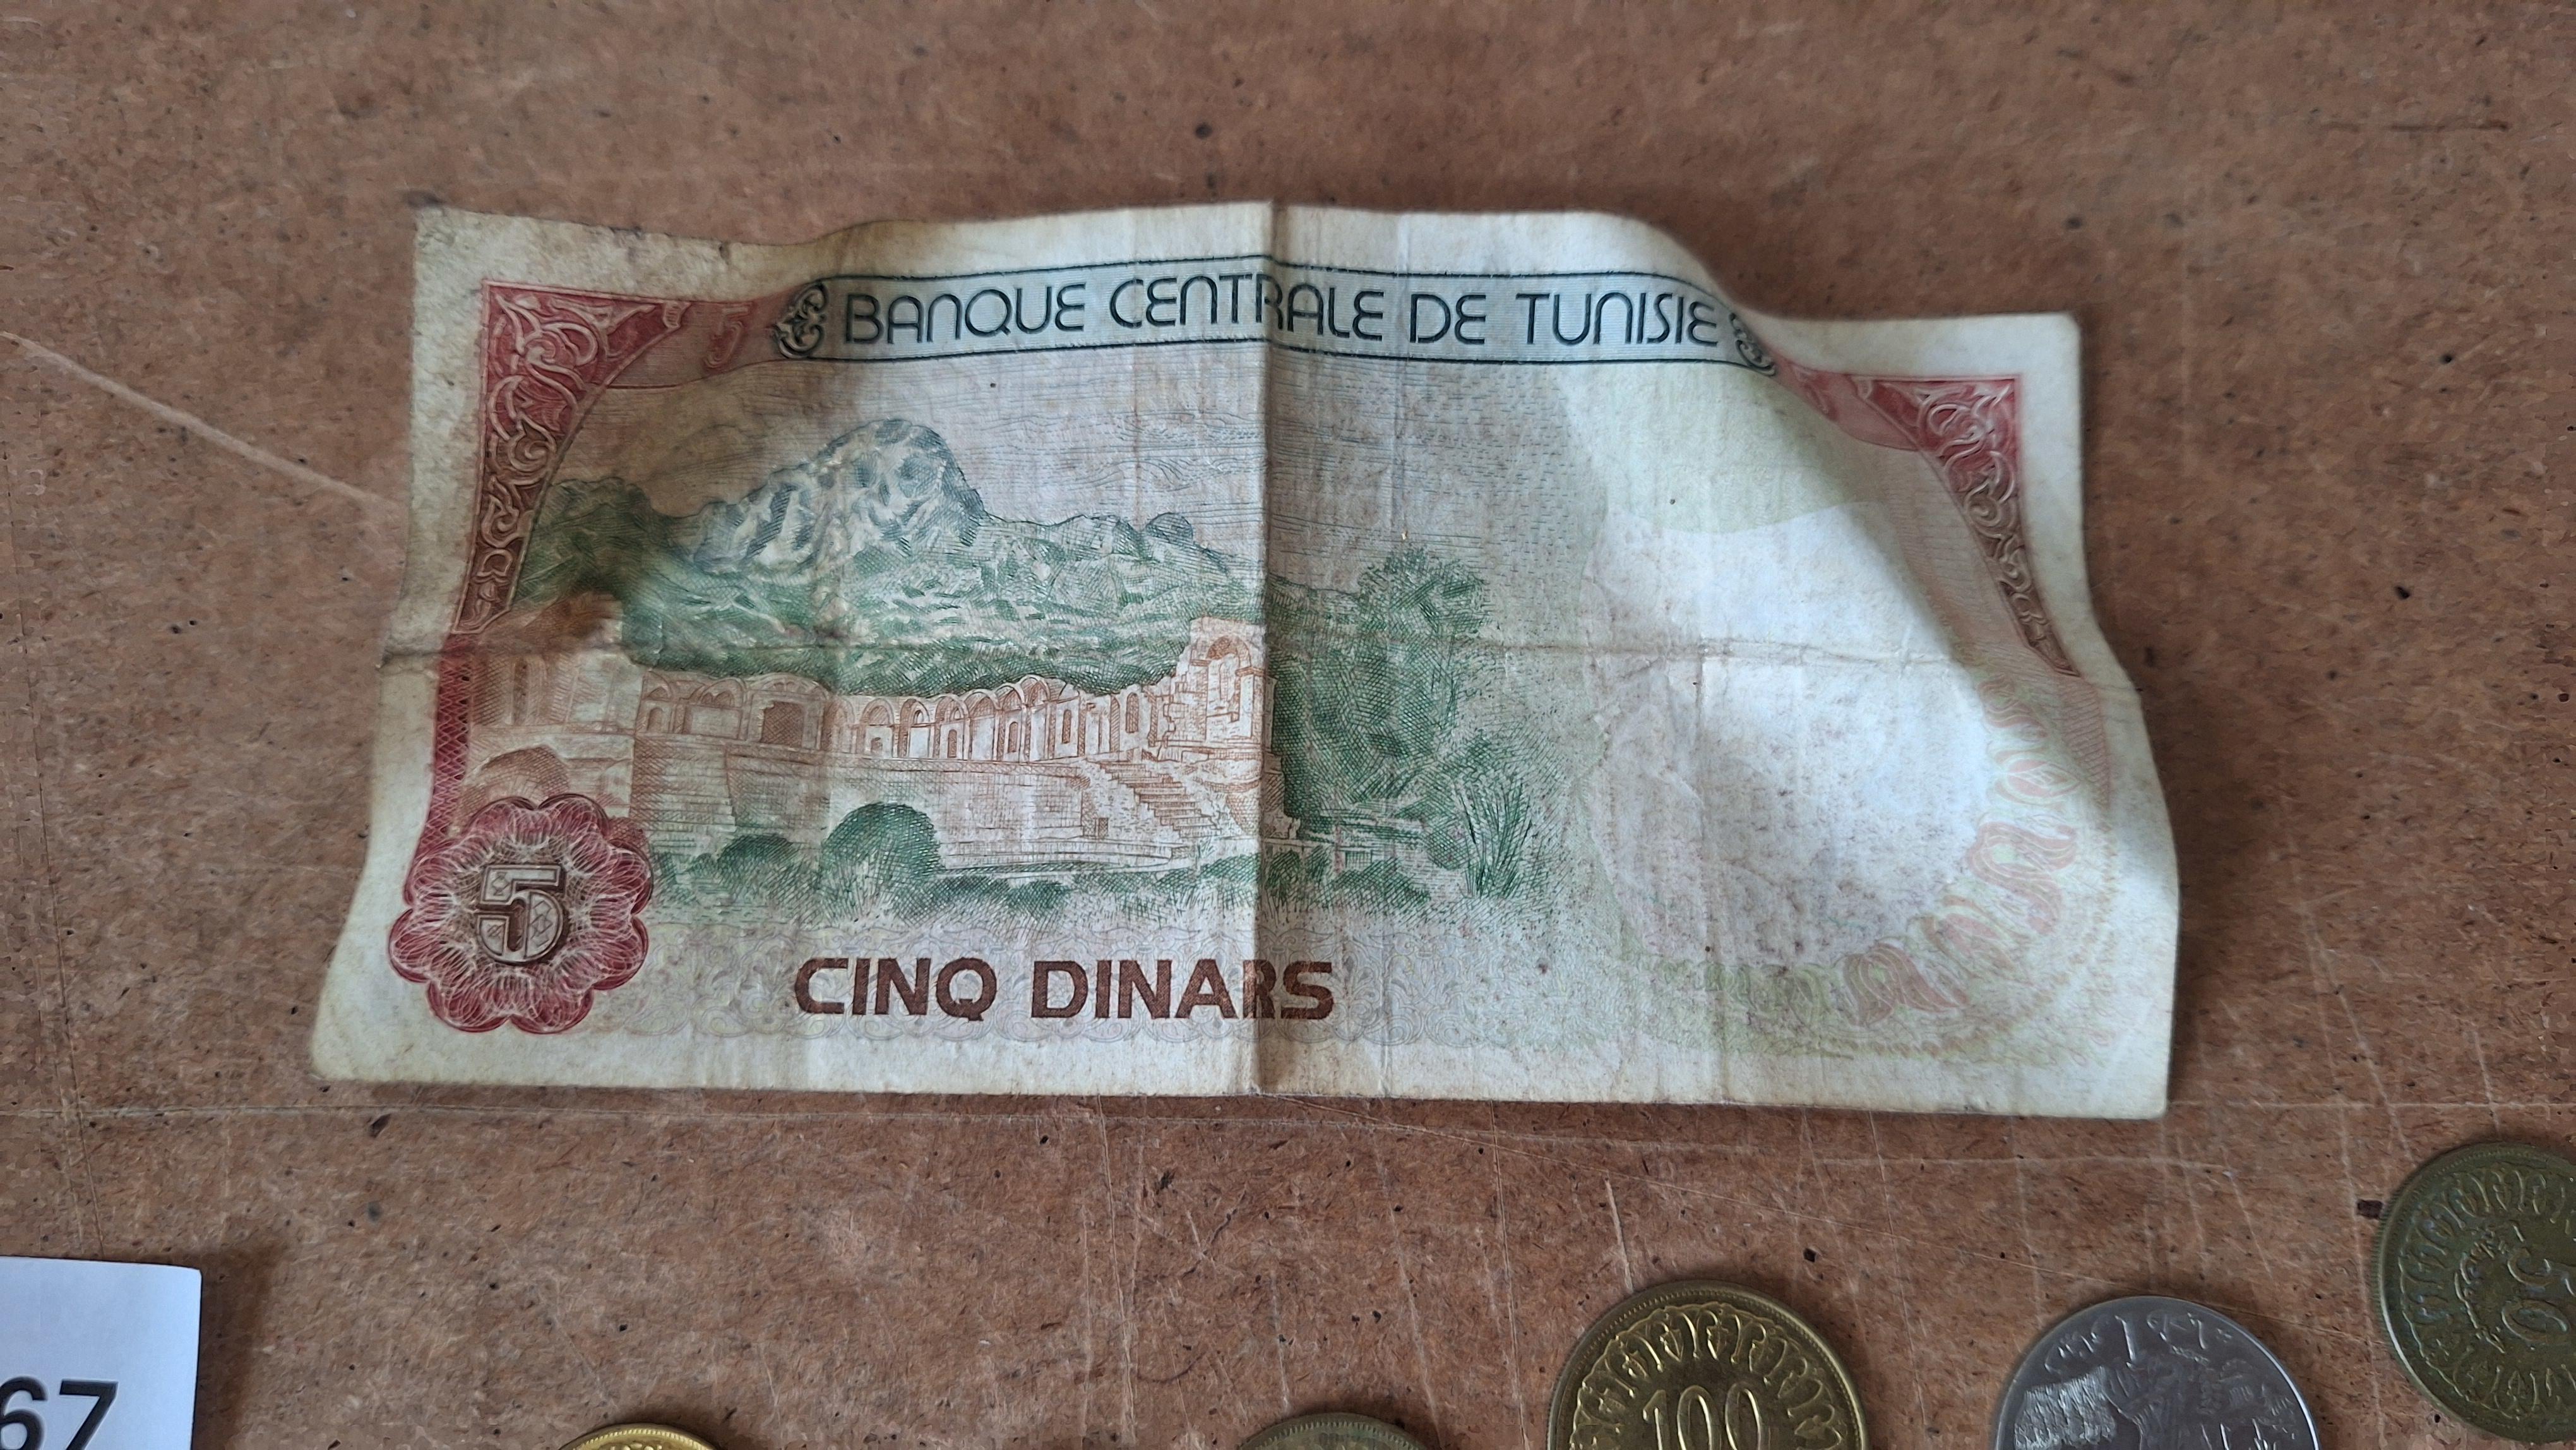 5
BANQUE CENTRALE DE TUNISIE
5
CINQ DINARS
67
100